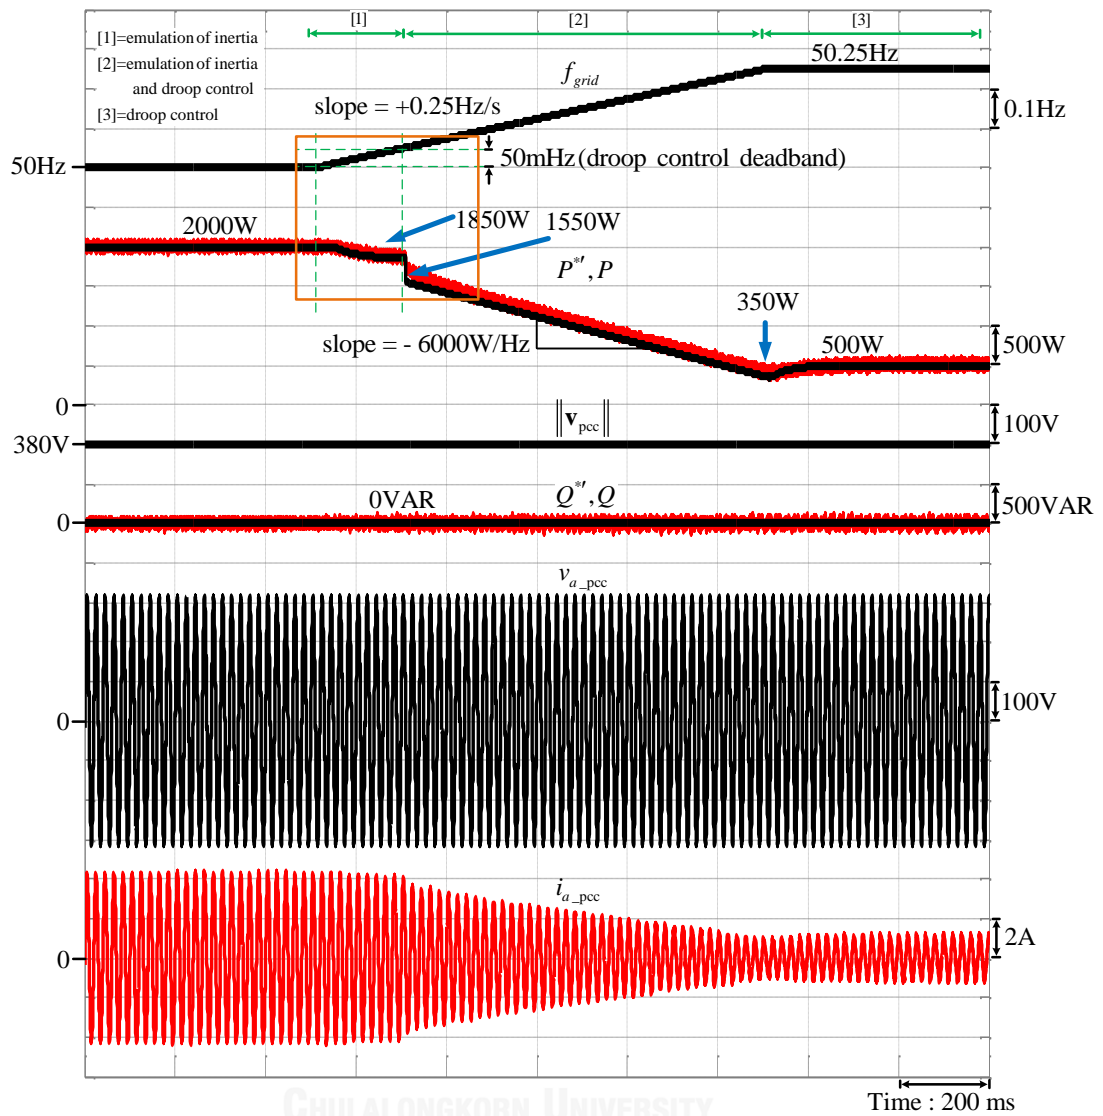 [1]
[2]
[3]
[1]=emulation of inertia
[2]=emulation of inertia
and droop control
[3]=droop control
50.25Hz
f_grid
slope = +0.25Hz/s
0.1Hz
50mHz(droop control deadband)
50Hz
2000W
1850W
1550W
P*′, P
350W
slope = - 6000W/Hz
500W
500W
0
‖v_pcc‖
100V
380V
0VAR
Q*′, Q
500VAR
0
v_a_pcc
100V
0
i_a_pcc
2A
0
Time : 200 ms
CHULALONGKORN UNIVERSITY